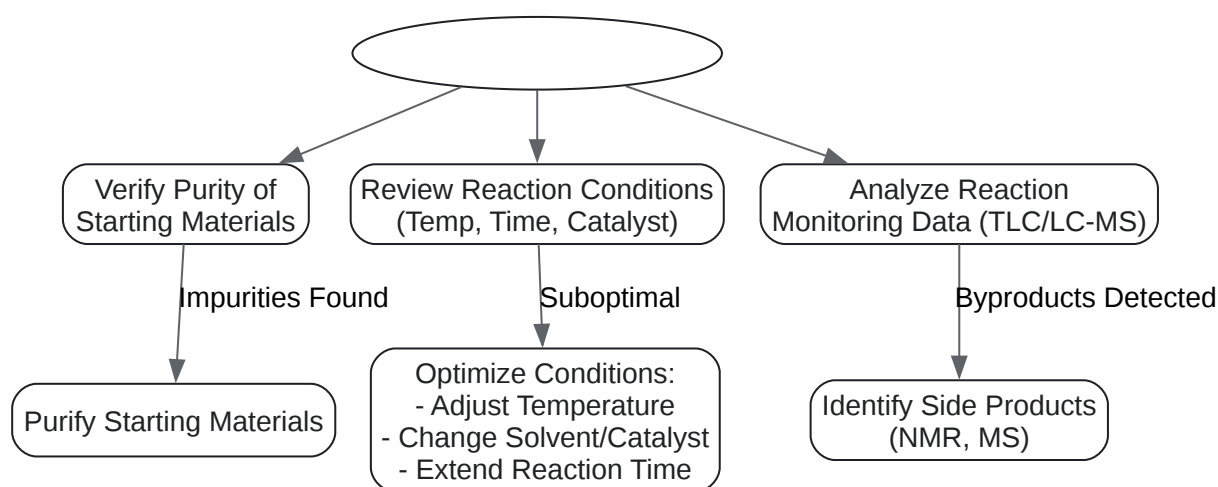 Verify Purity of
Starting Materials
Review Reaction Conditions
(Temp, Time, Catalyst)
Analyze Reaction
Monitoring Data (TLC/LC-MS)
Impurities Found
Suboptimal
Byproducts Detected
Purify Starting Materials
Optimize Conditions:
- Adjust Temperature
- Change Solvent/Catalyst
- Extend Reaction Time
Identify Side Products
(NMR, MS)